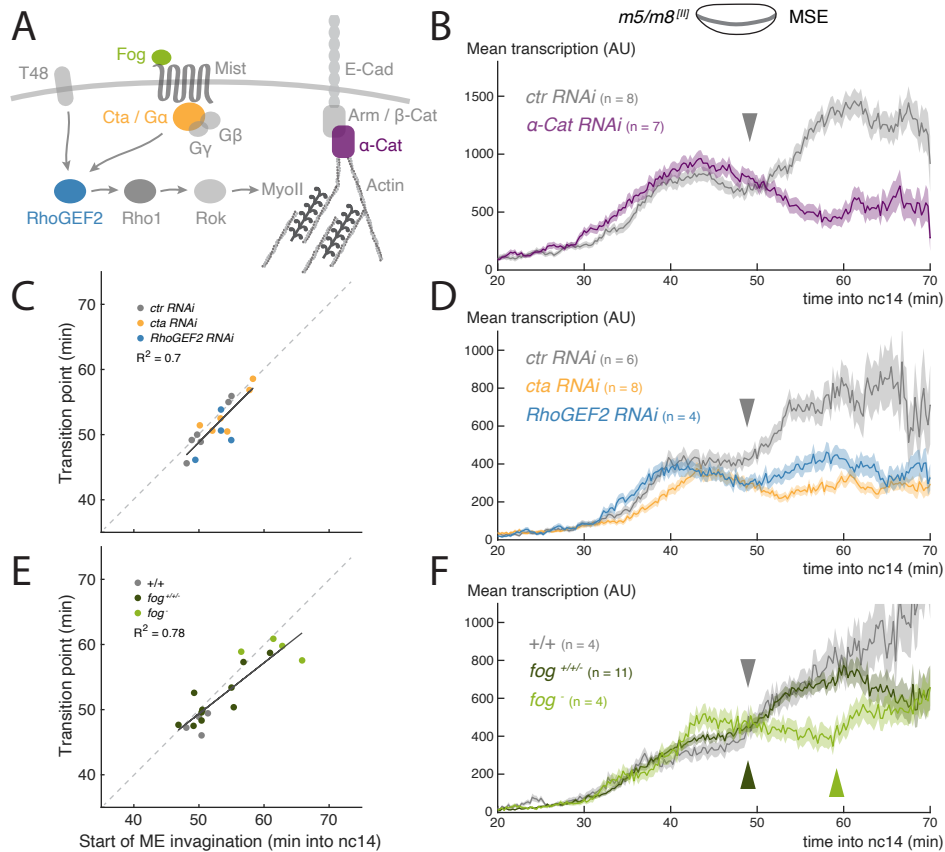 A
Fog
T48
Mist
E-Cad
Cta / Gα
Gβ
Gγ
Arm / β-Cat
α-Cat
RhoGEF2
Rho1
Rok
MyoII
Actin
B
m5/m8 [II]
MSE
Mean transcription (AU)
1500
1000
500
0
ctr RNAi (n = 8)
α-Cat RNAi (n = 7)
20 30 40 50 60 70
time into nc14 (min)
C
Transition point (min)
70
60
50
40
ctr RNAi
cta RNAi
RhoGEF2 RNAi
R2 = 0.7
40 50 60 70
D
Mean transcription (AU)
1000
800
600
400
200
0
ctr RNAi (n = 6)
cta RNAi (n = 8)
RhoGEF2 RNAi (n = 4)
20 30 40 50 60 70
time into nc14 (min)
E
Transition point (min)
70
60
50
40
+/+
fog+/+/-
fog-
R2 = 0.78
40 50 60 70
Start of ME invagination (min into nc14)
F
Mean transcription (AU)
1000
800
600
400
200
0
+/+ (n = 4)
fog +/+/- (n = 11)
fog - (n = 4)
20 30 40 50 60 70
time into nc14 (min)